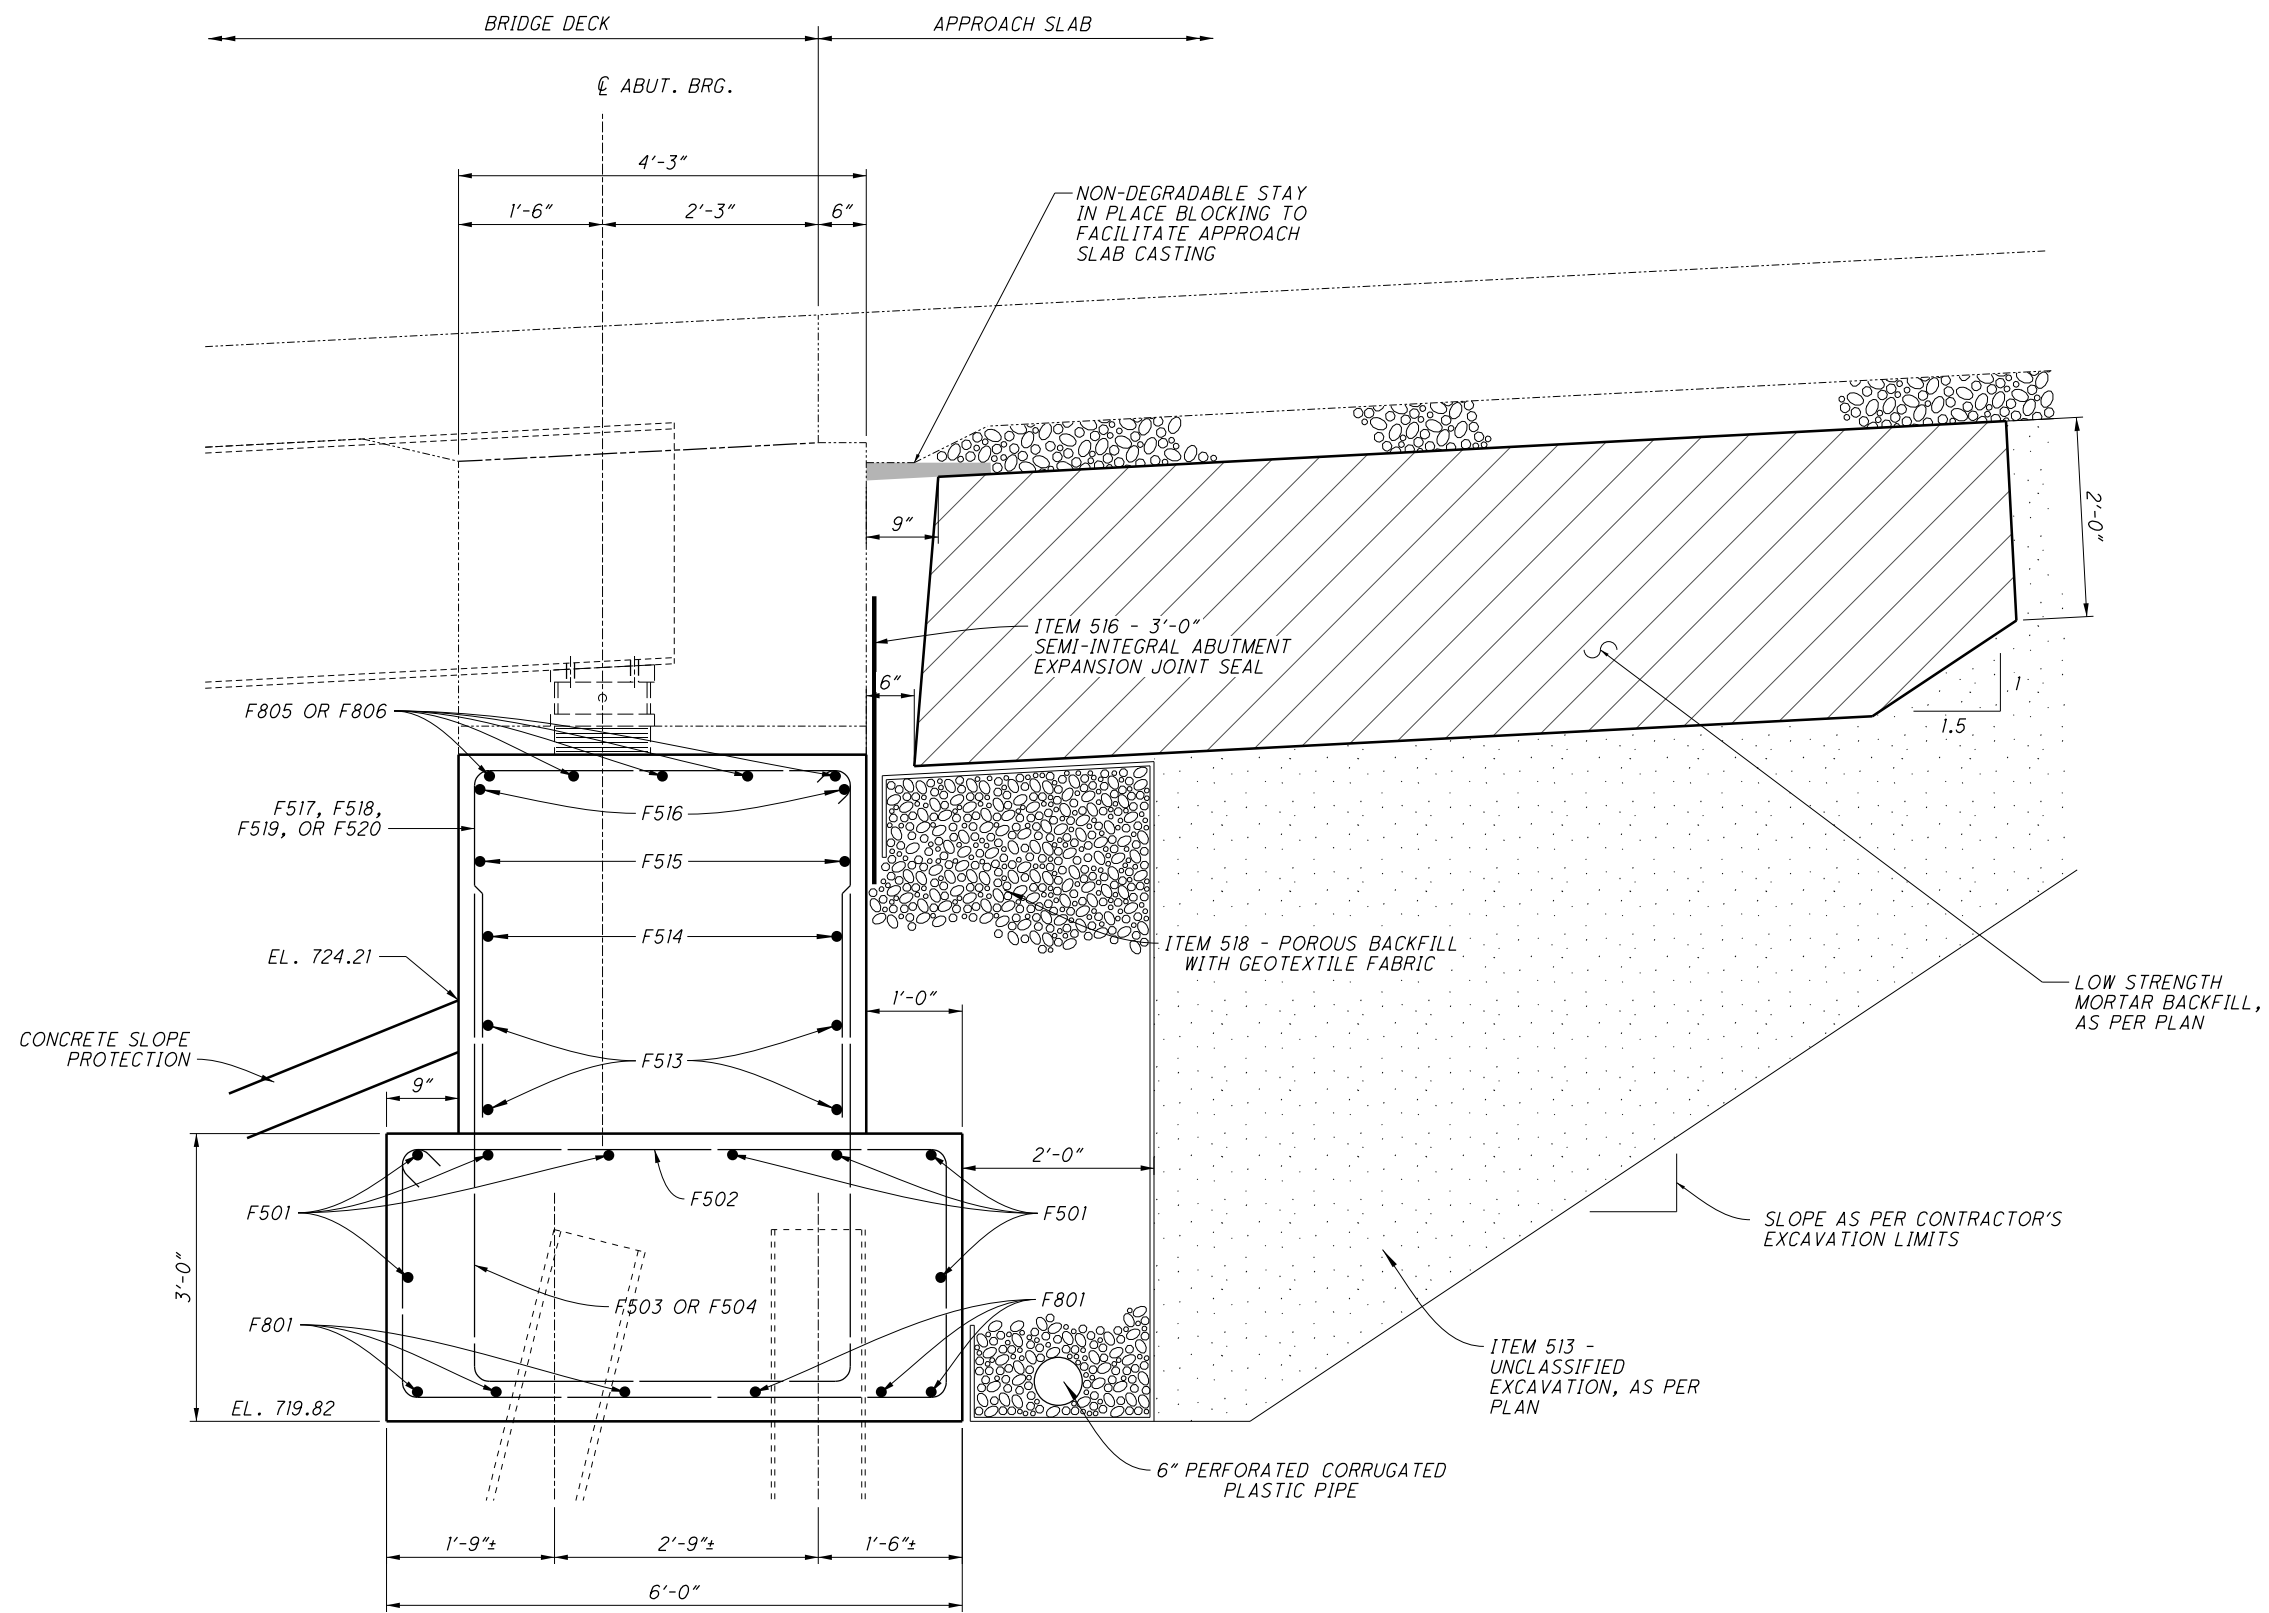 BRIDGE DECK
APPROACH SLAB
℄ ABUT. BRG.
4'-3"
1'-6"
2'-3"
6"
NON-DEGRADABLE STAY
IN PLACE BLOCKING TO
FACILITATE APPROACH
SLAB CASTING
2'-0"
9"
ITEM 516 - 3'-0"
SEMI-INTEGRAL ABUTMENT
EXPANSION JOINT SEAL
6"
1
1.5
F805 OR F806
F517, F518,
F519, OR F520
F516
F515
F514
EL. 724.21
ITEM 518 - POROUS BACKFILL
WITH GEOTEXTILE FABRIC
LOW STRENGTH
MORTAR BACKFILL,
AS PER PLAN
1'-0"
CONCRETE SLOPE
PROTECTION
F513
9"
2'-0"
F502
F501
F501
SLOPE AS PER CONTRACTOR'S
EXCAVATION LIMITS
3'-0"
F503 OR F504
F801
F801
ITEM 513 -
UNCLASSIFIED
EXCAVATION, AS PER
PLAN
EL. 719.82
6" PERFORATED CORRUGATED
PLASTIC PIPE
1'-9"±
2'-9"±
1'-6"±
6'-0"